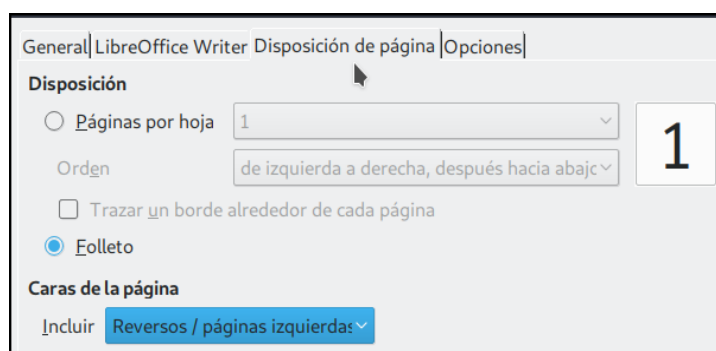 General LibreOffice Writer Disposición de página Opciones
Disposición
Páginas por hoja 1
1
Orden de izquierda a derecha, después hacia abajo
Trazar un borde alrededor de cada página
Folleto
Caras de la página
Incluir Reversos / páginas izquierdas